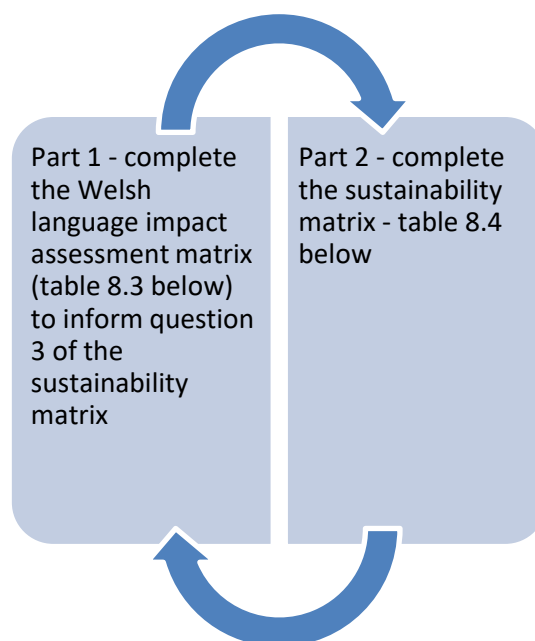 Part 1 - complete
the Welsh
language impact
assessment matrix
(table 8.3 below)
to inform question
3 of the
sustainability
matrix
Part 2 - complete
the sustainability
matrix - table 8.4
below